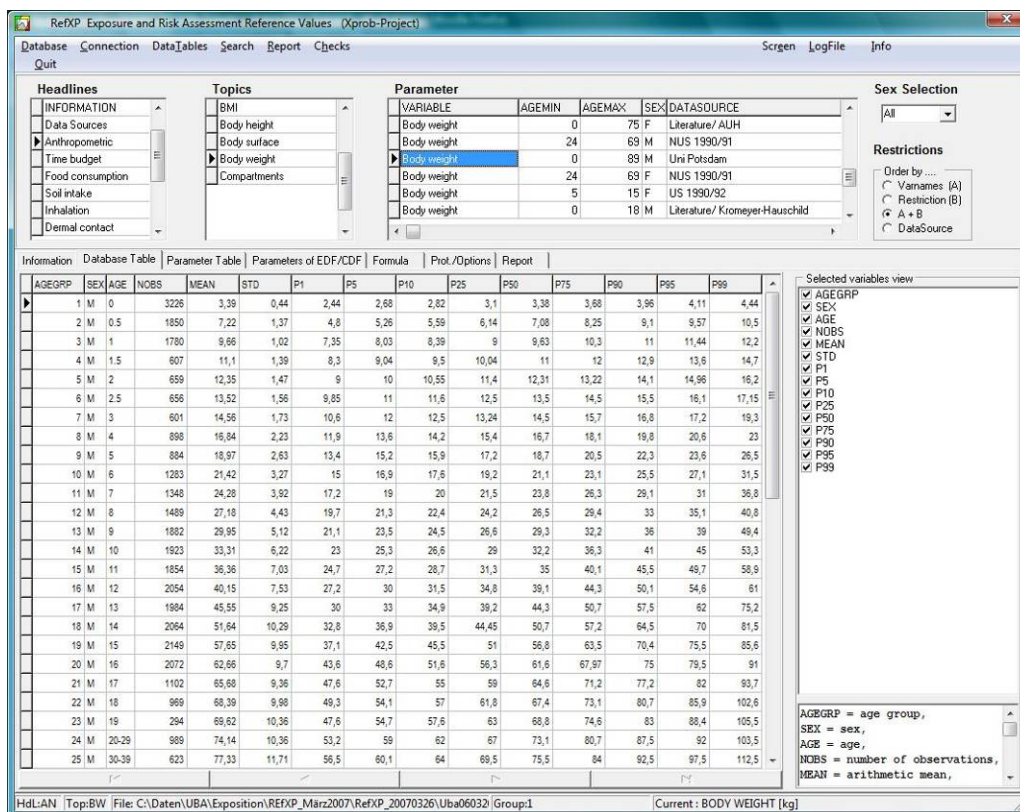 RefXP Exposure and Risk Assessment Reference Values (Xprob-Project)
Database Connection DataTables Search Report Checks Screen LogFile Info
Quit
Headlines
INFORMATION
Data Sources
Anthropometric
Time budget
Food consumption
Soil intake
Inhalation
Dermal contact
Topics
BMI
Body height
Body surface
Body weight
Compartments
Parameter
VARIABLE AGEMIN AGEMAX SEX DATASOURCE
Body weight 0 75 F Literature/ AUH
Body weight 24 69 M NUS 1990/91
Body weight 0 89 M Uni Potsdam
Body weight 24 69 F NUS 1990/91
Body weight 5 15 F US 1990/92
Body weight 0 18 M Literature/ Kromeyer-Hauschild
Sex Selection
All
Restrictions
Order by ....
Varnames (A)
Restriction (B)
A + B
DataSource
Information Database Table Parameter Table Parameters of EDF/CDF Formula Prot./Options Report
AGEGRP SEX AGE NOBS MEAN STD P1 P5 P10 P25 P50 P75 P90 P95 P99
1 M 0 3226 3,39 0,44 2,44 2,68 2,82 3,1 3,38 3,68 3,96 4,11 4,44
2 M 0.5 1850 7,22 1,37 4,8 5,26 5,59 6,14 7,08 8,25 9,1 9,57 10,5
3 M 1 1780 9,66 1,02 7,35 8,03 8,39 9 9,63 10,3 11 11,44 12,2
4 M 1.5 607 11,1 1,39 8,3 9,04 9,5 10,04 11 12 12,9 13,6 14,7
5 M 2 659 12,35 1,47 9 10 10,55 11,4 12,31 13,22 14,1 14,96 16,2
6 M 2.5 656 13,52 1,56 9,85 11 11,6 12,5 13,5 14,5 15,5 16,1 17,15
7 M 3 601 14,56 1,73 10,6 12 12,5 13,24 14,5 15,7 16,8 17,2 19,3
8 M 4 898 16,84 2,23 11,9 13,6 14,2 15,4 16,7 18,1 19,8 20,6 23
9 M 5 884 18,97 2,63 13,4 15,2 15,9 17,2 18,7 20,5 22,3 23,6 26,5
10 M 6 1283 21,42 3,27 15 16,9 17,6 19,2 21,1 23,1 25,5 27,1 31,5
11 M 7 1348 24,28 3,92 17,2 19 20 21,5 23,8 26,3 29,1 31 36,8
12 M 8 1489 27,18 4,43 19,7 21,3 22,4 24,2 26,5 29,4 33 35,1 40,8
13 M 9 1882 29,95 5,12 21,1 23,5 24,5 26,6 29,3 32,2 36 39 49,4
14 M 10 1923 33,31 6,22 23 25,3 26,6 29 32,2 36,3 41 45 53,3
15 M 11 1854 36,36 7,03 24,7 27,2 28,7 31,3 35 40,1 45,5 49,7 58,9
16 M 12 2054 40,15 7,53 27,2 30 31,5 34,8 39,1 44,3 50,1 54,6 61
17 M 13 1984 45,55 9,25 30 33 34,9 39,2 44,3 50,7 57,5 62 75,2
18 M 14 2064 51,64 10,29 32,8 36,9 39,5 44,45 50,7 57,2 64,5 70 81,5
19 M 15 2149 57,65 9,95 37,1 42,5 45,5 51 56,8 63,5 70,4 75,5 85,6
20 M 16 2072 62,66 9,7 43,6 48,6 51,6 56,3 61,6 67,97 75 79,5 91
21 M 17 1102 65,68 9,36 47,6 52,7 55 59 64,6 71,2 77,2 82 93,7
22 M 18 969 68,39 9,98 49,3 54,1 57 61,8 67,4 73,1 80,7 85,9 102,6
23 M 19 294 69,62 10,36 47,6 54,7 57,6 63 68,8 74,6 83 88,4 105,5
24 M 20-29 989 74,14 10,36 53,2 59 62 67 73,1 80,7 87,5 92 103,5
25 M 30-39 623 77,33 11,71 56,5 60,1 64 69,5 75,5 84 92,5 97,5 112,5
Selected variables view
AGEGRP
SEX
AGE
NOBS
MEAN
STD
P1
P5
P10
P25
P50
P75
P90
P95
P99
AGEGRP = age group,
SEX = sex,
AGE = age,
NOBS = number of observations,
MEAN = arithmetic mean,
HdL:AN Top:BW File: C:\Daten\UBA\Exposition\REfXP_März2007\RefXP_20070326\Uba06032 Group:1 Current : BODY WEIGHT [kg]